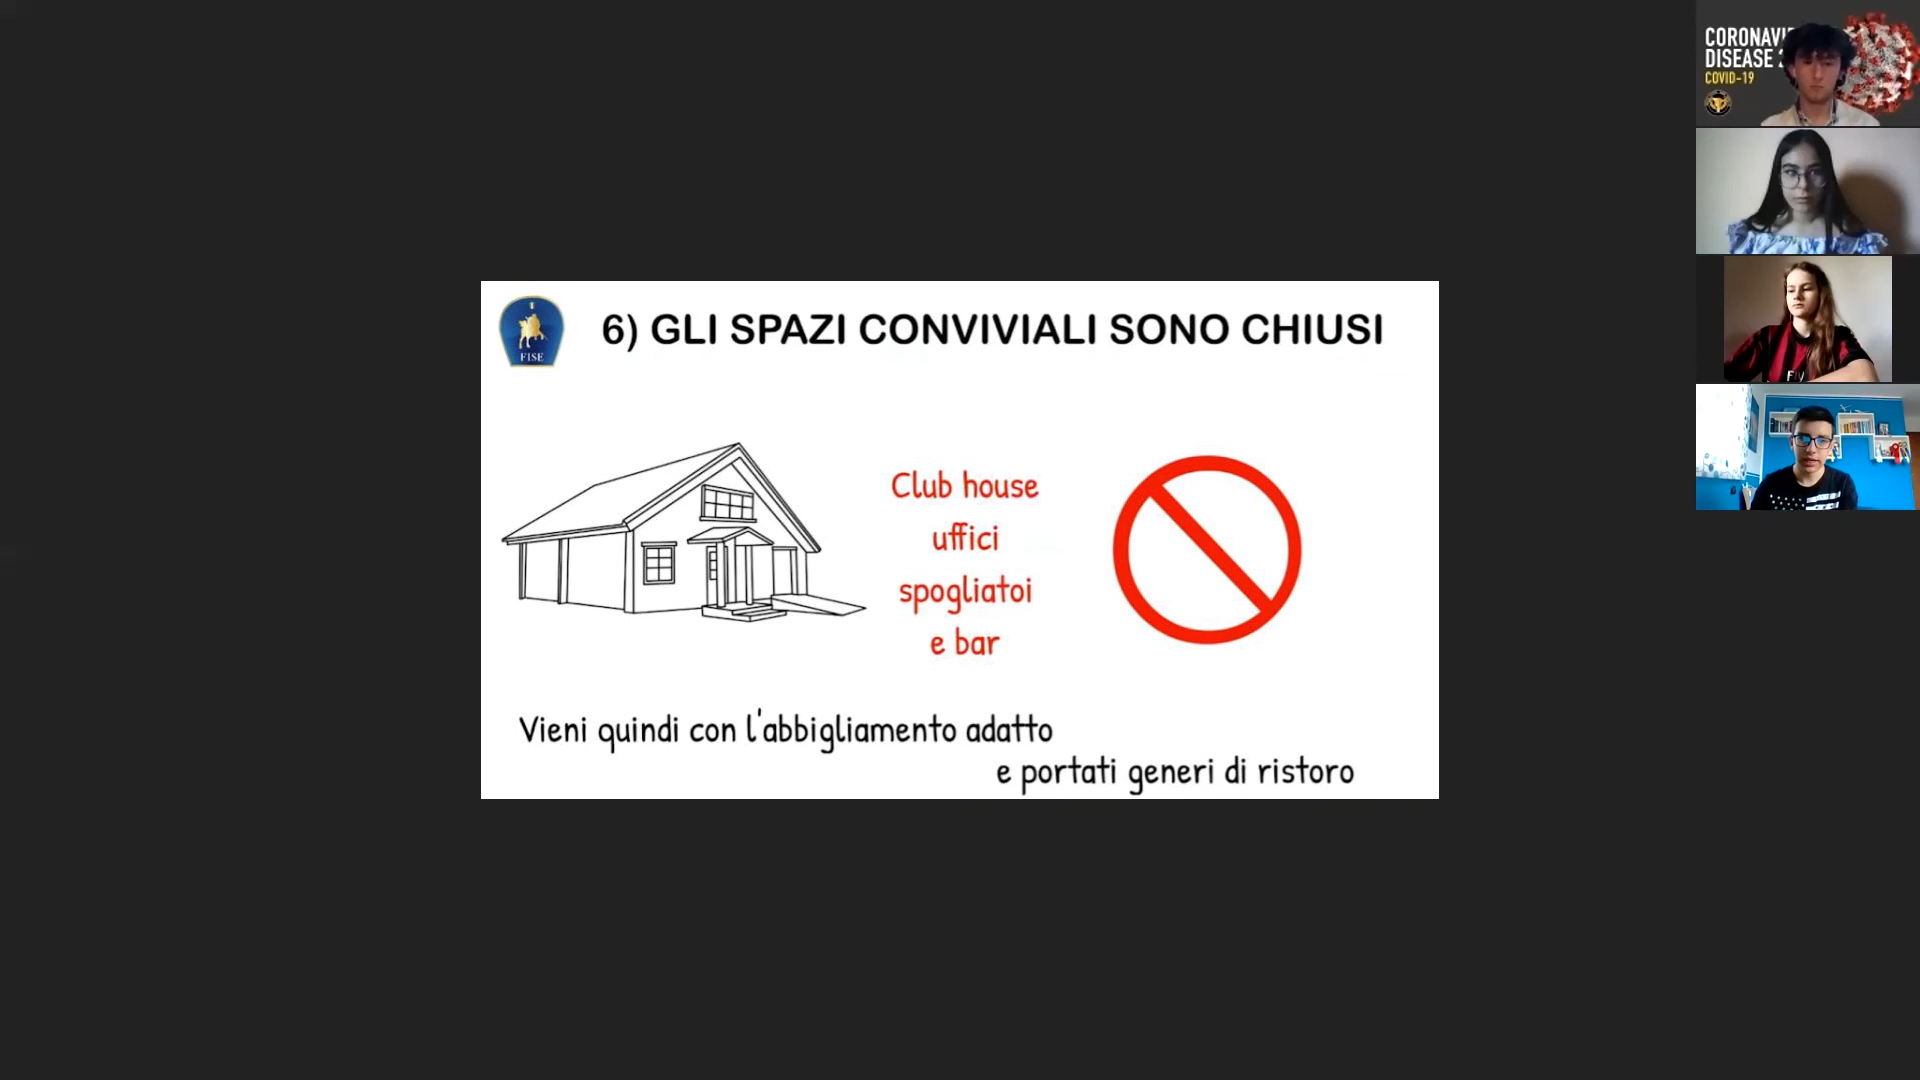 6) GLI SPAZI CONVIVIALI SONO CHIUSI
FISE
Club house
uffici
spogliatoi
e bar
Vieni quindi con l'abbigliamento adatto
e portati generi di ristoro
DISEASE
COVID-19